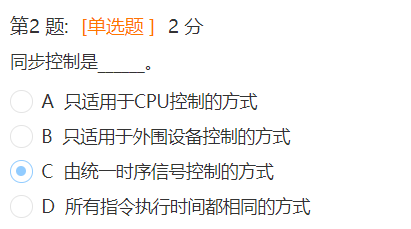 第2 题:  [单选题 ]  2 分
同步控制是_____。
A  只适用于CPU控制的方式
B  只适用于外围设备控制的方式
C  由统一时序信号控制的方式
D  所有指令执行时间都相同的方式